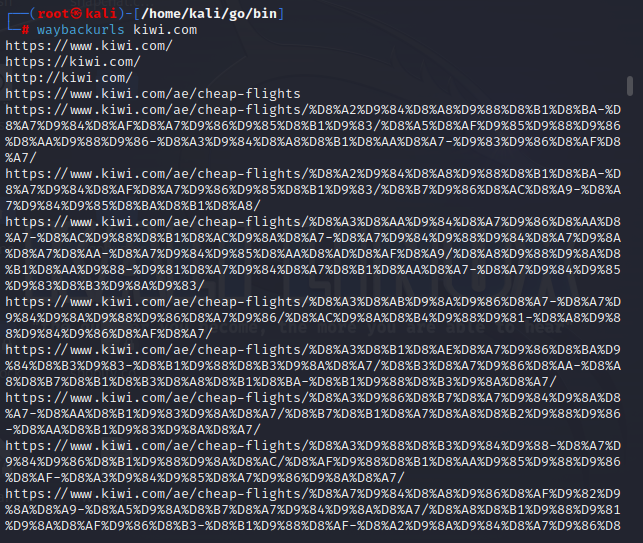 ┌──(root㉿kali)-[/home/kali/go/bin]
└─# waybackurls kiwi.com
https://www.kiwi.com/
https://kiwi.com/
http://kiwi.com/
https://www.kiwi.com/ae/cheap-flights
https://www.kiwi.com/ae/cheap-flights/%D8%A2%D9%84%D8%A8%D9%88%D8%B1%D8%BA-%D
8%A7%D9%84%D8%AF%D8%A7%D9%86%D9%85%D8%B1%D9%83/%D8%A5%D8%AF%D9%85%D9%88%D9%86
%D8%AA%D9%88%D9%86-%D8%A3%D9%84%D8%A8%D8%B1%D8%AA%D8%A7-%D9%83%D9%86%D8%AF%D8
%A7/
https://www.kiwi.com/ae/cheap-flights/%D8%A2%D9%84%D8%A8%D9%88%D8%B1%D8%BA-%D
8%A7%D9%84%D8%AF%D8%A7%D9%86%D9%85%D8%B1%D9%83/%D8%B7%D9%86%D8%AC%D8%A9-%D8%A
7%D9%84%D9%85%D8%BA%D8%B1%D8%A8/
https://www.kiwi.com/ae/cheap-flights/%D8%A3%D8%AA%D9%84%D8%A7%D9%86%D8%AA%D8
%A7-%D8%AC%D9%88%D8%B1%D8%AC%D9%8A%D8%A7-%D8%A7%D9%84%D9%88%D9%84%D8%A7%D9%8A
%D8%A7%D8%AA-%D8%A7%D9%84%D9%85%D8%AA%D8%AD%D8%AF%D8%A9/%D8%A8%D9%88%D9%8A%D8
%B1%D8%AA%D9%88-%D9%81%D8%A7%D9%84%D8%A7%D8%B1%D8%AA%D8%A7-%D8%A7%D9%84%D9%85
%D9%83%D8%B3%D9%8A%D9%83/
https://www.kiwi.com/ae/cheap-flights/%D8%A3%D8%AB%D9%8A%D9%86%D8%A7-%D8%A7%D
9%84%D9%8A%D9%88%D9%86%D8%A7%D9%86/%D8%AC%D9%8A%D8%B4%D9%88%D9%81-%D8%A8%D9%8
8%D9%84%D9%86%D8%AF%D8%A7/
https://www.kiwi.com/ae/cheap-flights/%D8%A3%D8%B1%D8%AE%D8%A7%D9%86%D8%BA%D9
%84%D8%B3%D9%83-%D8%B1%D9%88%D8%B3%D9%8A%D8%A7/%D8%B3%D8%A7%D9%86%D8%AA-%D8%A
8%D8%B7%D8%B1%D8%B3%D8%A8%D8%B1%D8%BA-%D8%B1%D9%88%D8%B3%D9%8A%D8%A7/
https://www.kiwi.com/ae/cheap-flights/%D8%A3%D9%86%D8%B7%D8%A7%D9%84%D9%8A%D8
%A7-%D8%AA%D8%B1%D9%83%D9%8A%D8%A7/%D8%B7%D8%B1%D8%A7%D8%A8%D8%B2%D9%88%D9%86
-%D8%AA%D8%B1%D9%83%D9%8A%D8%A7/
https://www.kiwi.com/ae/cheap-flights/%D8%A3%D9%88%D8%B3%D9%84%D9%88-%D8%A7%D
9%84%D9%86%D8%B1%D9%88%D9%8A%D8%AC/%D8%AF%D9%88%D8%B1%D8%AA%D9%85%D9%88%D9%86
%D8%AF-%D8%A3%D9%84%D9%85%D8%A7%D9%86%D9%8A%D8%A7/
https://www.kiwi.com/ae/cheap-flights/%D8%A7%D9%84%D8%A8%D9%86%D8%AF%D9%82%D9
%8A%D8%A9-%D8%A5%D9%8A%D8%B7%D8%A7%D9%84%D9%8A%D8%A7/%D8%A8%D8%B1%D9%88%D9%81
%D9%8A%D8%AF%D9%86%D8%B3-%D8%B1%D9%88%D8%AF-%D8%A2%D9%8A%D9%84%D8%A7%D9%86%D8